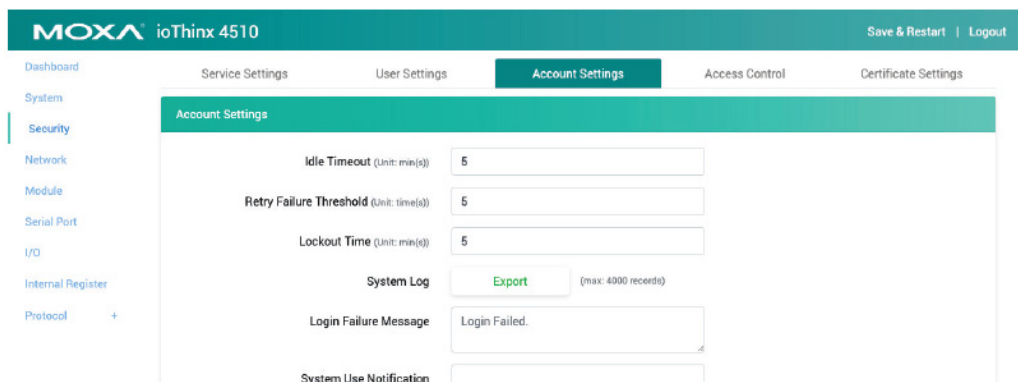 MOXA ioThinx 4510
Save & Restart | Logout
Dashboard
System
Security
Network
Module
Serial Port
I/O
Internal Register
Protocol +
Service Settings User Settings Account Settings Access Control Certificate Settings
Account Settings
Idle Timeout (Unit: min(s)) 5
Retry Failure Threshold (Unit: time(s)) 5
Lockout Time (Unit: min(s)) 5
System Log Export (max: 4000 records)
Login Failure Message Login Failed.
System Use Notification